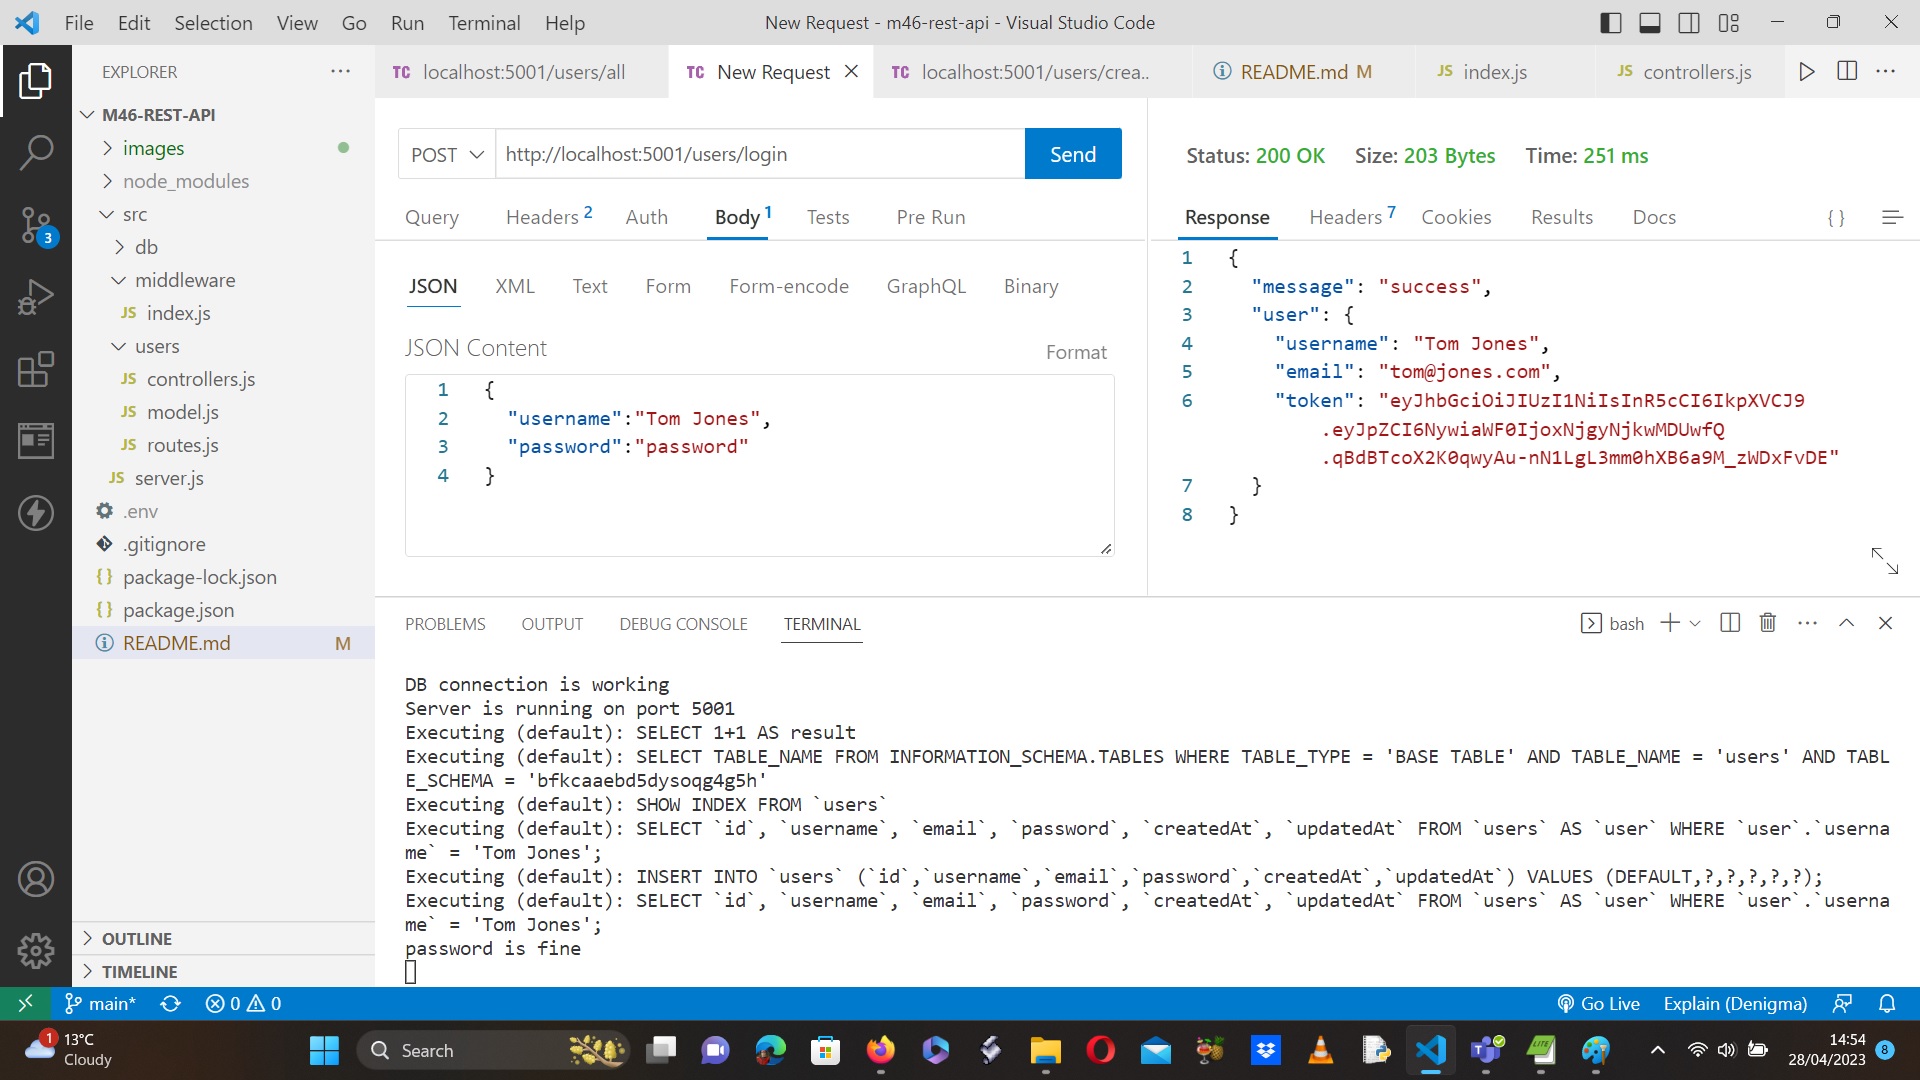 File Edit Selection View Go Run Terminal Help
New Request - m46-rest-api - Visual Studio Code
EXPLORER
M46-REST-API
images
node_modules
src
db
middleware
JS index.js
users
JS controllers.js
JS model.js
JS routes.js
JS server.js
.env
.gitignore
{} package-lock.json
{} package.json
README.md M
OUTLINE
TIMELINE
3
TC localhost:5001/users/all
TC New Request
TC localhost:5001/users/crea..
README.md M
JS index.js
JS controllers.js
POST http://localhost:5001/users/login Send
Query Headers 2 Auth Body 1 Tests Pre Run
JSON XML Text Form Form-encode GraphQL Binary
JSON Content
Format
1 {
2 "username":"Tom Jones",
3 "password":"password"
4 }
Status: 200 OK Size: 203 Bytes Time: 251 ms
Response Headers 7 Cookies Results Docs { }
1 {
2 "message": "success",
3 "user": {
4 "username": "Tom Jones",
5 "email": "tom@jones.com",
6 "token": "eyJhbGciOiJIUzI1NiIsInR5cCI6IkpXVCJ9
.eyJpZCI6NywiaWF0IjoxNjgyNjkwMDUwfQ
.qBdBTcoX2K0qwyAu-nN1LgL3mm0hXB6a9M_zWDxFvDE"
7 }
8 }
PROBLEMS OUTPUT DEBUG CONSOLE TERMINAL
bash
DB connection is working
Server is running on port 5001
Executing (default): SELECT 1+1 AS result
Executing (default): SELECT TABLE_NAME FROM INFORMATION_SCHEMA.TABLES WHERE TABLE_TYPE = 'BASE TABLE' AND TABLE_NAME = 'users' AND TABL
E_SCHEMA = 'bfkcaaebd5dysoqg4g5h'
Executing (default): SHOW INDEX FROM `users`
Executing (default): SELECT `id`, `username`, `email`, `password`, `createdAt`, `updatedAt` FROM `users` AS `user` WHERE `user`.`userna
me` = 'Tom Jones';
Executing (default): INSERT INTO `users` (`id`,`username`,`email`,`password`,`createdAt`,`updatedAt`) VALUES (DEFAULT,?,?,?,?,?);
Executing (default): SELECT `id`, `username`, `email`, `password`, `createdAt`, `updatedAt` FROM `users` AS `user` WHERE `user`.`userna
me` = 'Tom Jones';
password is fine
main* 0 0
Go Live Explain (Denigma)
1 13°C
Cloudy
Search
LITE
14:54
28/04/2023
8